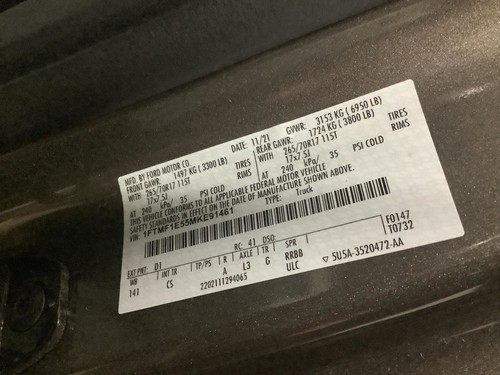 MFD. BY FORD MOTOR CO.
DATE: 11/21 GVWR: 3153 KG (6950 LB)
FRONT GAWR: 1497 KG (3300 LB) REAR GAWR: 1724 KG (3800 LB)
WITH 265/70R17 115T TIRES WITH 265/70R17 115T TIRES
17x7.5J RIMS 17x7.5J RIMS
AT 240 kPa/ 35 PSI COLD AT 240 kPa/ 35 PSI COLD
THIS VEHICLE CONFORMS TO ALL APPLICABLE FEDERAL MOTOR VEHICLE
SAFETY STANDARDS IN EFFECT ON THE DATE OF MANUFACTURE SHOWN ABOVE.
VIN: 1FTMF1E55MKE91461 TYPE: Truck
F0147
T0732
EXT PNT: D1 RC: 41 DSO:
WB INT TR TP/PS R AXLE TR SPR
141 CS A L3 G RRBB
2202111294065 ULC ▽ 5U5A-3520472-AA